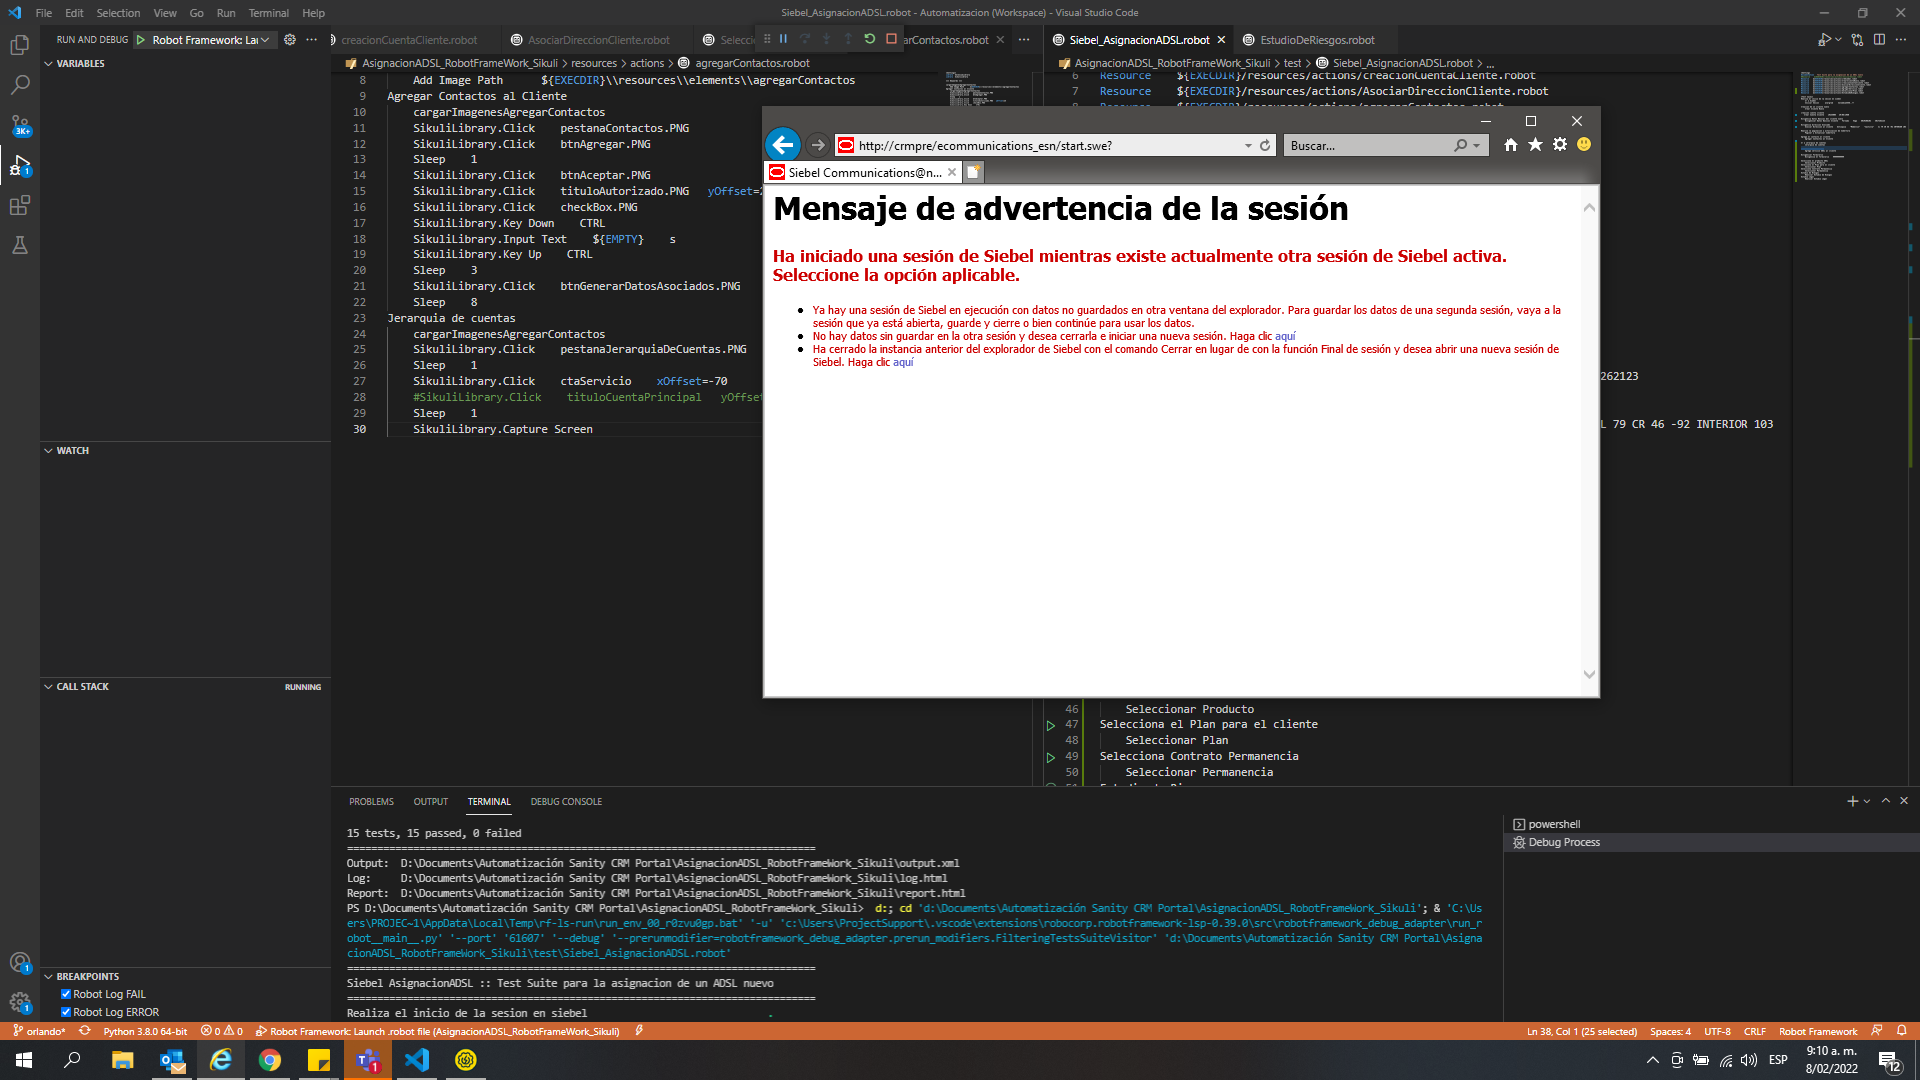 File Edit Selection View Go Run Terminal Help
Siebel_AsignacionADSL.robot - Automatizacion (Workspace) - Visual Studio Code
RUN AND DEBUG Robot Framework: La
creacionCuentaCliente.robot AsociarDireccionCliente.robot Selecci arContactos.robot
Siebel_AsignacionADSL.robot EstudioDeRiesgos.robot
VARIABLES
AsignacionADSL_RobotFrameWork_Sikuli > resources > actions > agregarContactos.robot
AsignacionADSL_RobotFrameWork_Sikuli > test > Siebel_AsignacionADSL.robot > ...
8 Add Image Path ${EXECDIR}\\resources\\elements\\agregarContactos
9 Agregar Contactos al Cliente
10 cargarImagenesAgregarContactos
11 SikuliLibrary.Click pestanaContactos.PNG
12 SikuliLibrary.Click btnAgregar.PNG
13 Sleep 1
14 SikuliLibrary.Click btnAceptar.PNG
15 SikuliLibrary.Click tituloAutorizado.PNG yOffset=
16 SikuliLibrary.Click checkBox.PNG
17 SikuliLibrary.Key Down CTRL
18 SikuliLibrary.Input Text ${EMPTY} s
19 SikuliLibrary.Key Up CTRL
20 Sleep 3
21 SikuliLibrary.Click btnGenerarDatosAsociados.PNG
22 Sleep 8
23 Jerarquia de cuentas
24 cargarImagenesAgregarContactos
25 SikuliLibrary.Click pestanaJerarquiaDeCuentas.PNG
26 Sleep 1
27 SikuliLibrary.Click ctaServicio xOffset=-70
28 #SikuliLibrary.Click tituloCuentaPrincipal yOffset
29 Sleep 1
30 SikuliLibrary.Capture Screen
6 Resource ${EXECDIR}/resources/actions/creacionCuentaCliente.robot
7 Resource ${EXECDIR}/resources/actions/AsociarDireccionCliente.robot
http://crmpre/ecommunications_esn/start.swe?
Buscar...
Siebel Communications@n...
Mensaje de advertencia de la sesión
Ha iniciado una sesión de Siebel mientras existe actualmente otra sesión de Siebel activa.
Seleccione la opción aplicable.
Ya hay una sesión de Siebel en ejecución con datos no guardados en otra ventana del explorador. Para guardar los datos de una segunda sesión, vaya a la
sesión que ya está abierta, guarde y cierre o bien continúe para usar los datos.
No hay datos sin guardar en la otra sesión y desea cerrarla e iniciar una nueva sesión. Haga clic aquí
Ha cerrado la instancia anterior del explorador de Siebel con el comando Cerrar en lugar de con la función Final de sesión y desea abrir una nueva sesión de
Siebel. Haga clic aquí
262123
L 79 CR 46 -92 INTERIOR 103
46 Seleccionar Producto
47 Selecciona el Plan para el cliente
48 Seleccionar Plan
49 Selecciona Contrato Permanencia
50 Seleccionar Permanencia
WATCH
CALL STACK RUNNING
BREAKPOINTS
Robot Log FAIL
Robot Log ERROR
PROBLEMS OUTPUT TERMINAL DEBUG CONSOLE
15 tests, 15 passed, 0 failed
==============================================================================
Output: D:\Documents\Automatización Sanity CRM Portal\AsignacionADSL_RobotFrameWork_Sikuli\output.xml
Log: D:\Documents\Automatización Sanity CRM Portal\AsignacionADSL_RobotFrameWork_Sikuli\log.html
Report: D:\Documents\Automatización Sanity CRM Portal\AsignacionADSL_RobotFrameWork_Sikuli\report.html
PS D:\Documents\Automatización Sanity CRM Portal\AsignacionADSL_RobotFrameWork_Sikuli> d:; cd 'd:\Documents\Automatización Sanity CRM Portal\AsignacionADSL_RobotFrameWork_Sikuli'; & 'C:\Us
ers\PROJEC~1\AppData\Local\Temp\rf-ls-run\run_env_00_r0zvu0gp.bat' '-u' 'c:\Users\ProjectSupport\.vscode\extensions\robocorp.robotframework-lsp-0.39.0\src\robotframework_debug_adapter\run_r
obot__main__.py' '--port' '61607' '--debug' '--prerunmodifier=robotframework_debug_adapter.prerun_modifiers.FilteringTestsSuiteVisitor' 'd:\Documents\Automatización Sanity CRM Portal\Asigna
cionADSL_RobotFrameWork_Sikuli\test\Siebel_AsignacionADSL.robot'
==============================================================================
Siebel AsignacionADSL :: Test Suite para la asignacion de un ADSL nuevo
==============================================================================
Realiza el inicio de la sesion en siebel .
powershell
Debug Process
orlando* Python 3.8.0 64-bit 0 0 Robot Framework: Launch .robot file (AsignacionADSL_RobotFrameWork_Sikuli)
Ln 38, Col 1 (25 selected) Spaces: 4 UTF-8 CRLF Robot Framework
ESP 9:10 a. m.
8/02/2022
12